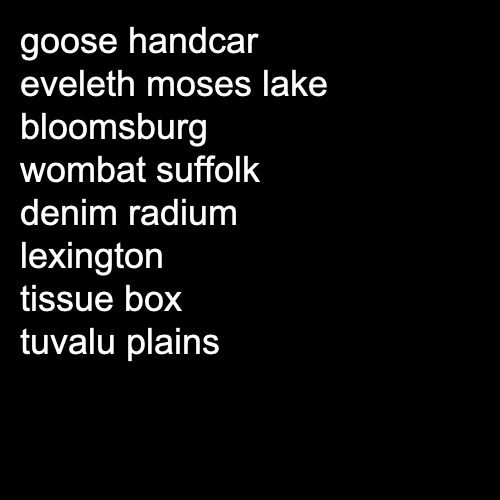 goose handcar
eveleth moses lake
bloomsburg
wombat suffolk
denim radium
lexington
tissue box
tuvalu plains